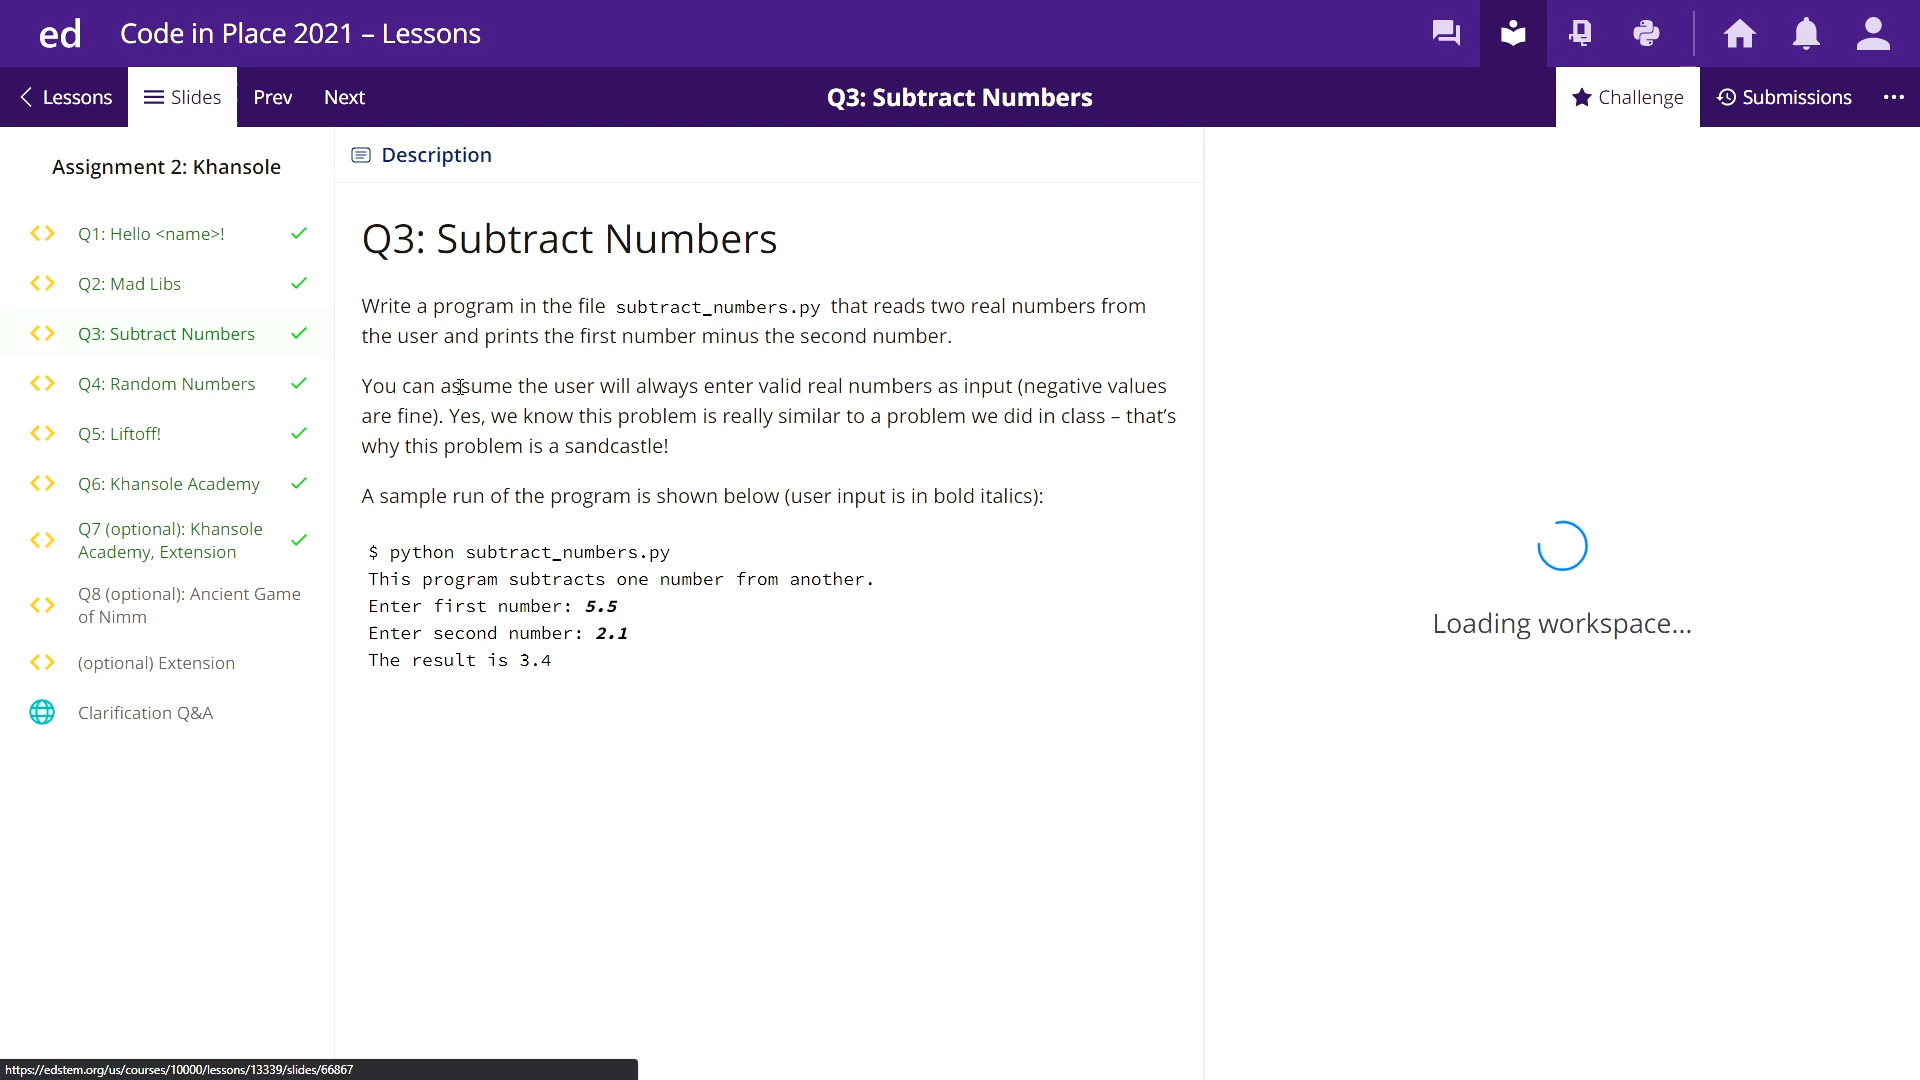 ed Code in Place 2021 – Lessons
Lessons Slides Prev Next Q3: Subtract Numbers Challenge Submissions
Assignment 2: Khansole
Q1: Hello <name>!
Q2: Mad Libs
Q3: Subtract Numbers
Q4: Random Numbers
Q5: Liftoff!
Q6: Khansole Academy
Q7 (optional): Khansole
Academy, Extension
Q8 (optional): Ancient Game
of Nimm
(optional) Extension
Clarification Q&A
Description
Q3: Subtract Numbers
Write a program in the file subtract_numbers.py that reads two real numbers from
the user and prints the first number minus the second number.
You can assume the user will always enter valid real numbers as input (negative values
are fine). Yes, we know this problem is really similar to a problem we did in class – that’s
why this problem is a sandcastle!
A sample run of the program is shown below (user input is in bold italics):
$ python subtract_numbers.py
This program subtracts one number from another.
Enter first number: 5.5
Enter second number: 2.1
The result is 3.4
Loading workspace...
https://edstem.org/us/courses/10000/lessons/13339/slides/66867